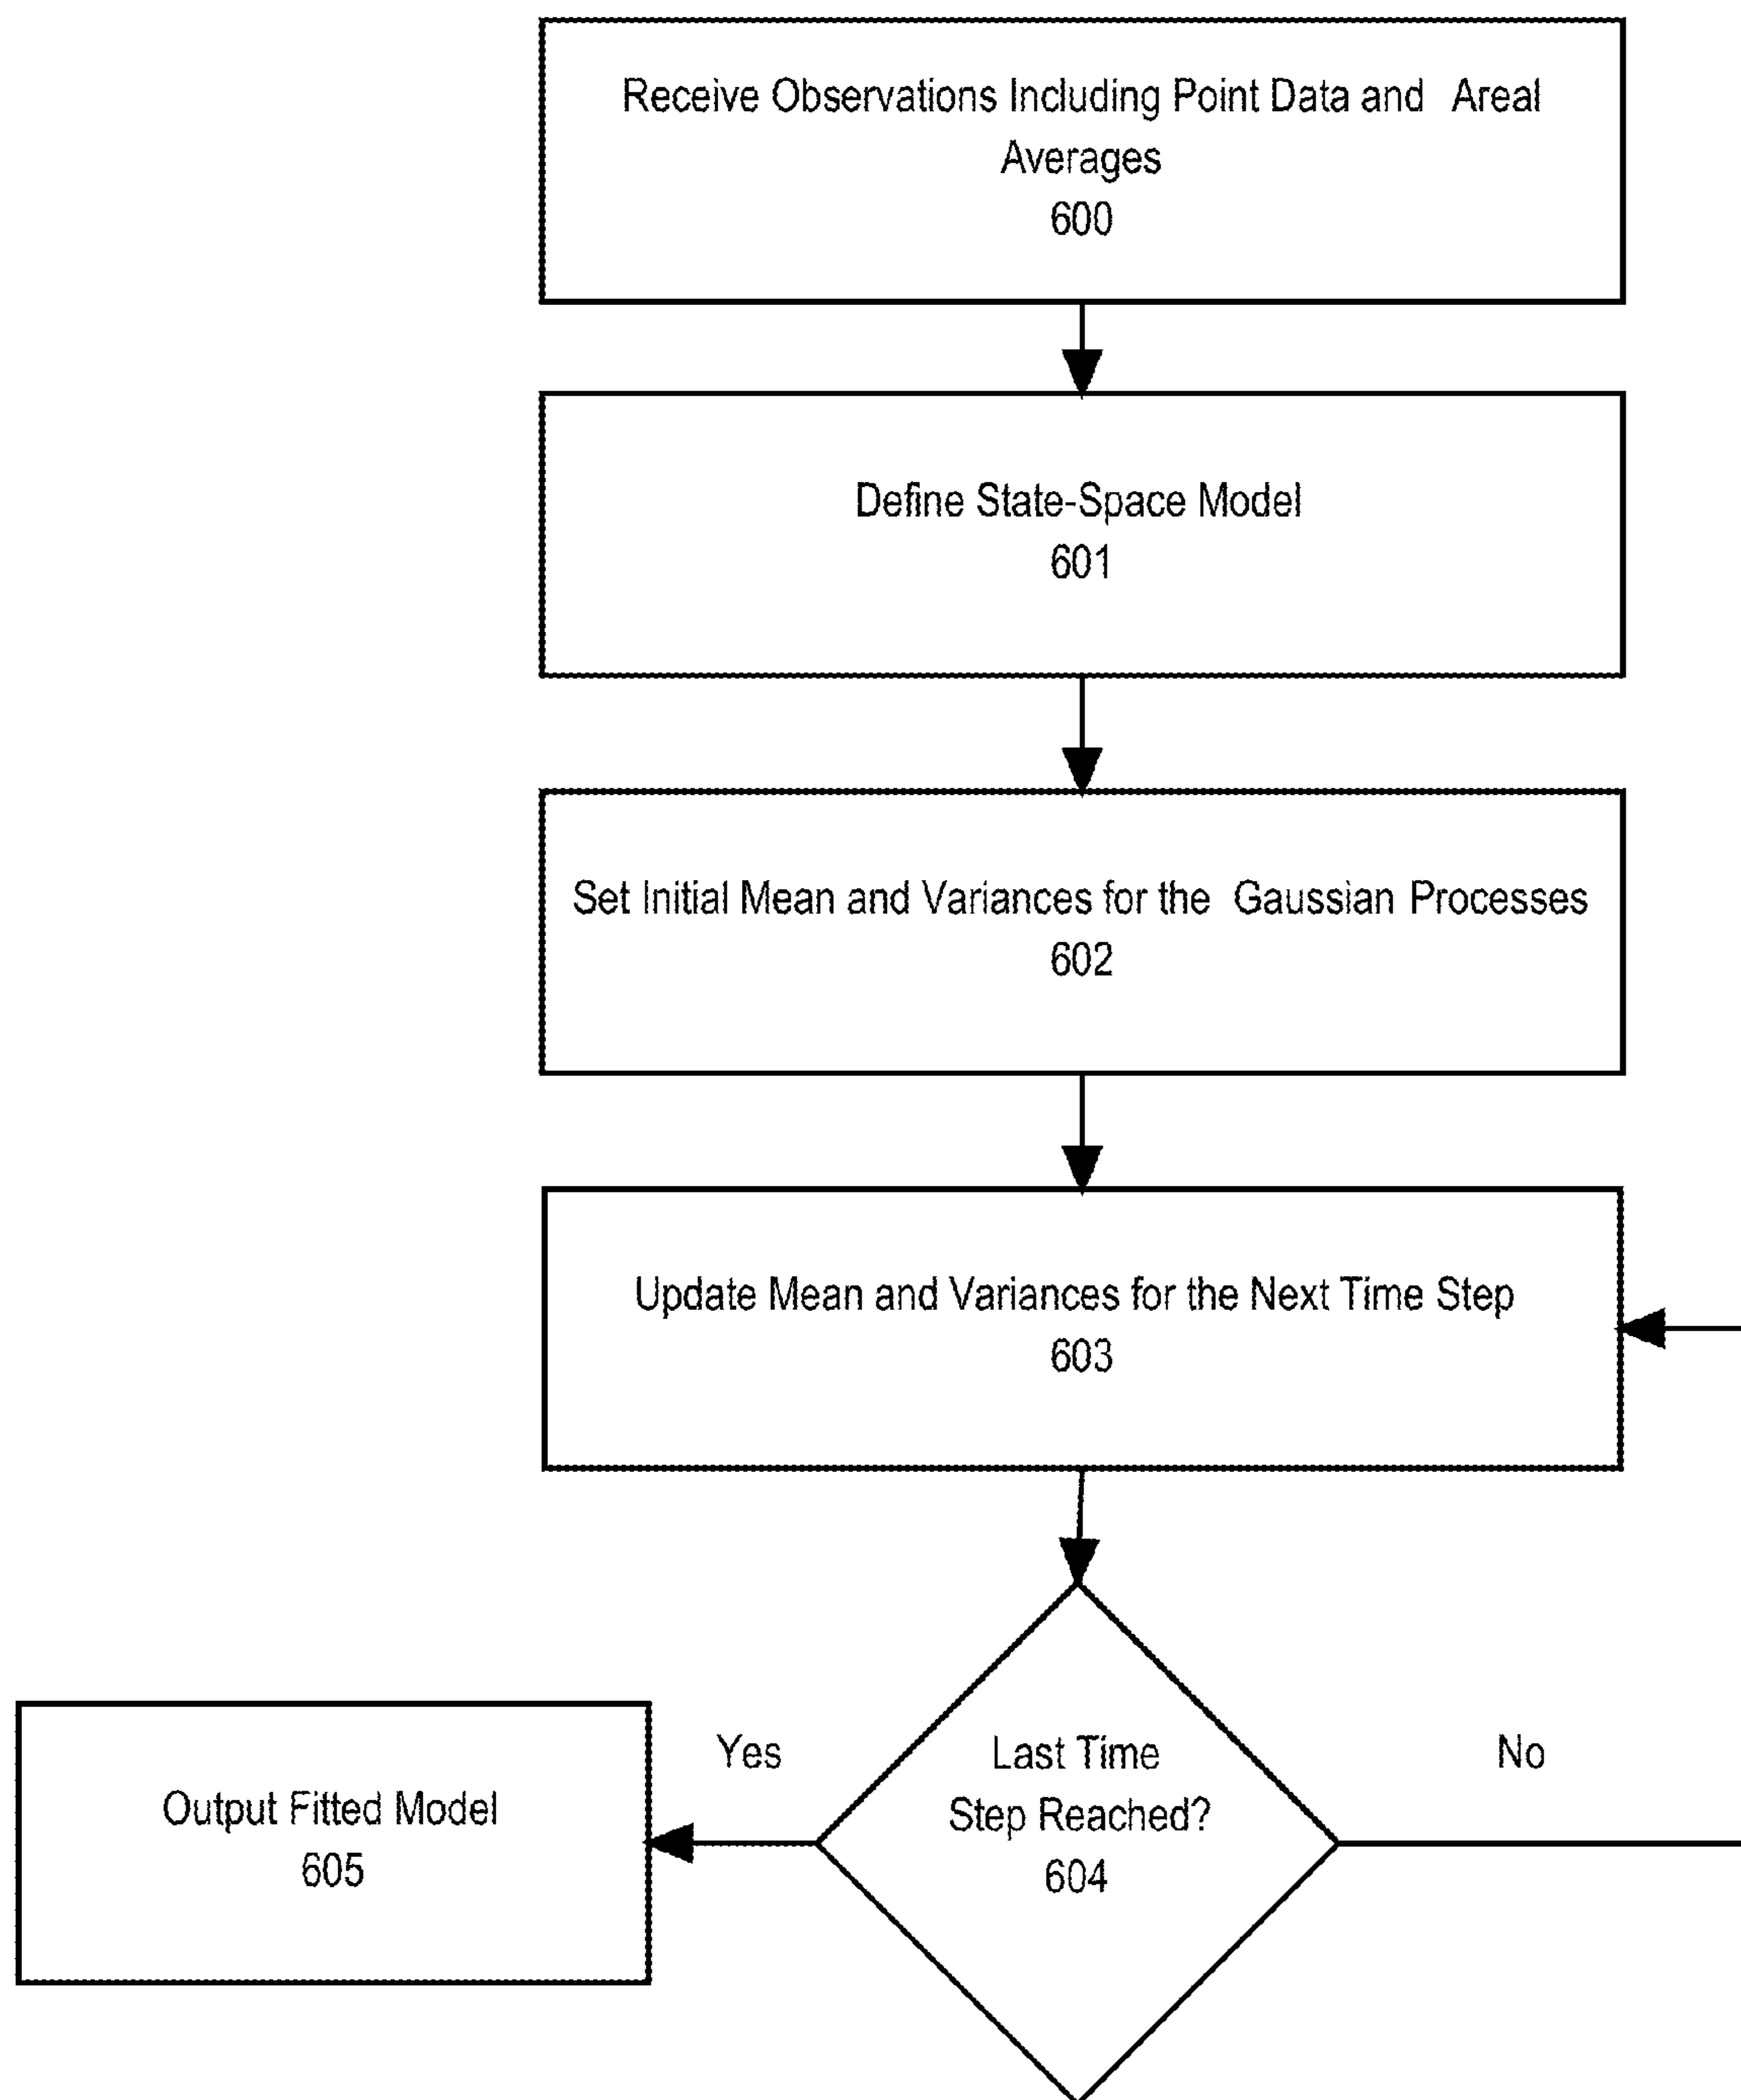 Receive Observations Including Point Data and Areal
Averages
600
Define State-Space Model
601
Set Initial Mean and Variances for the Gaussian Processes
602
Update Mean and Variances for the Next Time Step
603
Last Time
Step Reached?
604
Yes
No
Output Fitted Model
605